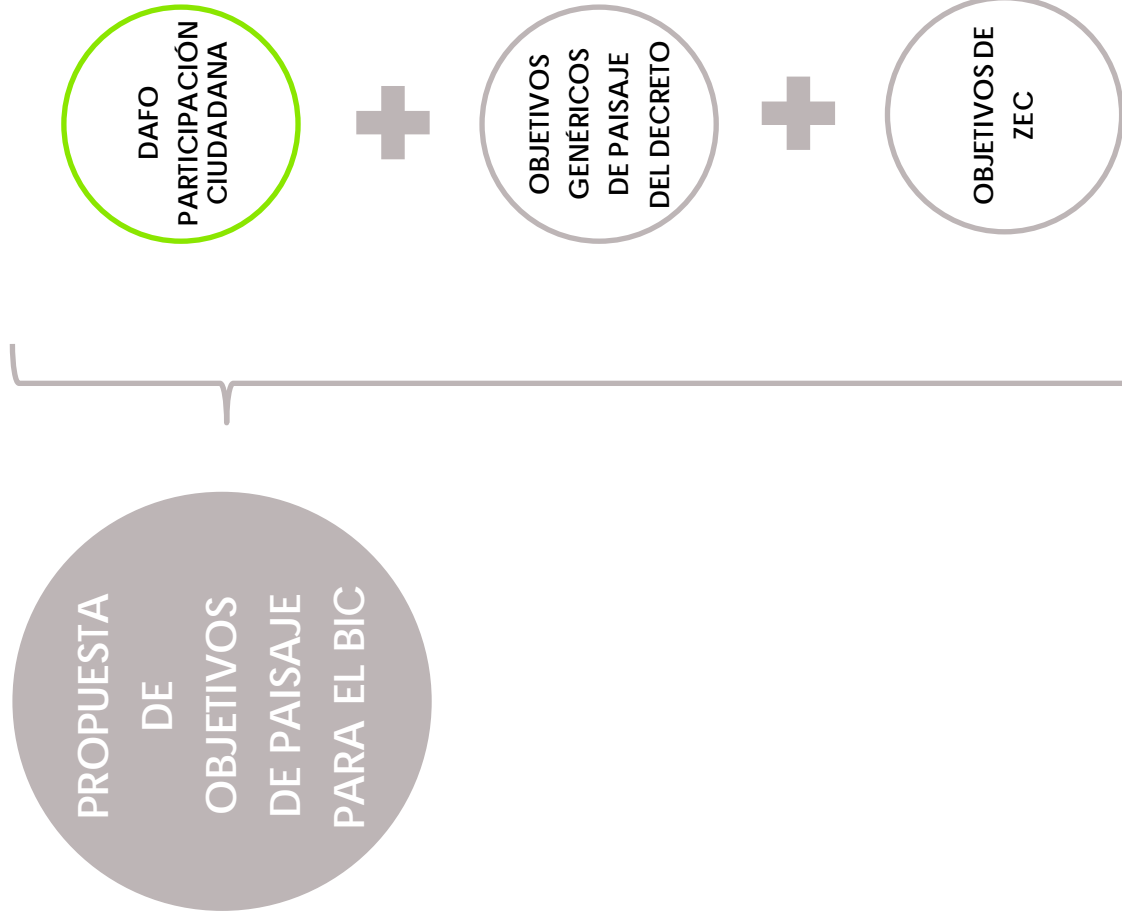 DAFO
PARTICIPACIÓN
CIUDADANA
OBJETIVOS
GENÉRICOS
DE PAISAJE
DEL DECRETO
OBJETIVOS DE
ZEC
PROPUESTA
DE
OBJETIVOS
DE PAISAJE
PARA EL BIC